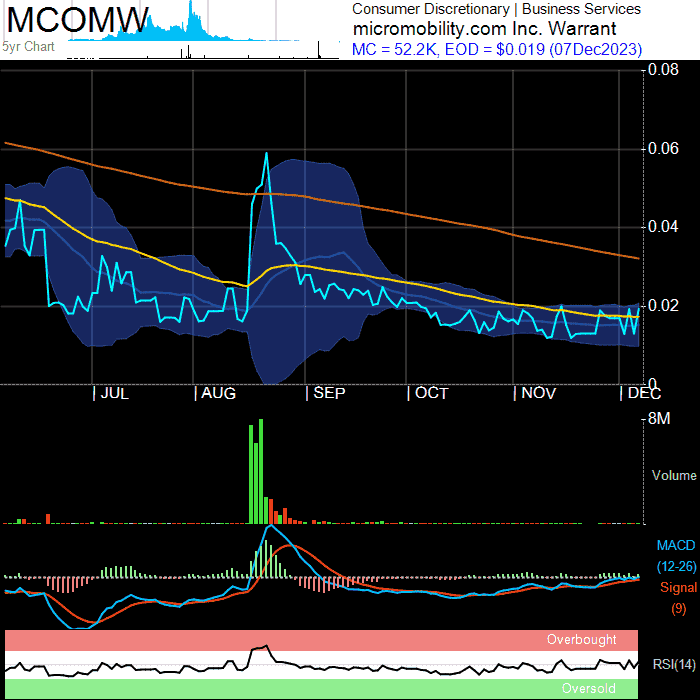 MCOMW
5yr Chart
Consumer Discretionary | Business Services
micromobility.com Inc. Warrant
MC = 52.2K, EOD = $0.019 (07Dec2023)
0.08
0.06
0.04
0.02
0
JUL AUG SEP OCT NOV DEC
8M
Volume
MACD
(12-26)
Signal
(9)
Overbought
RSI(14)
Oversold